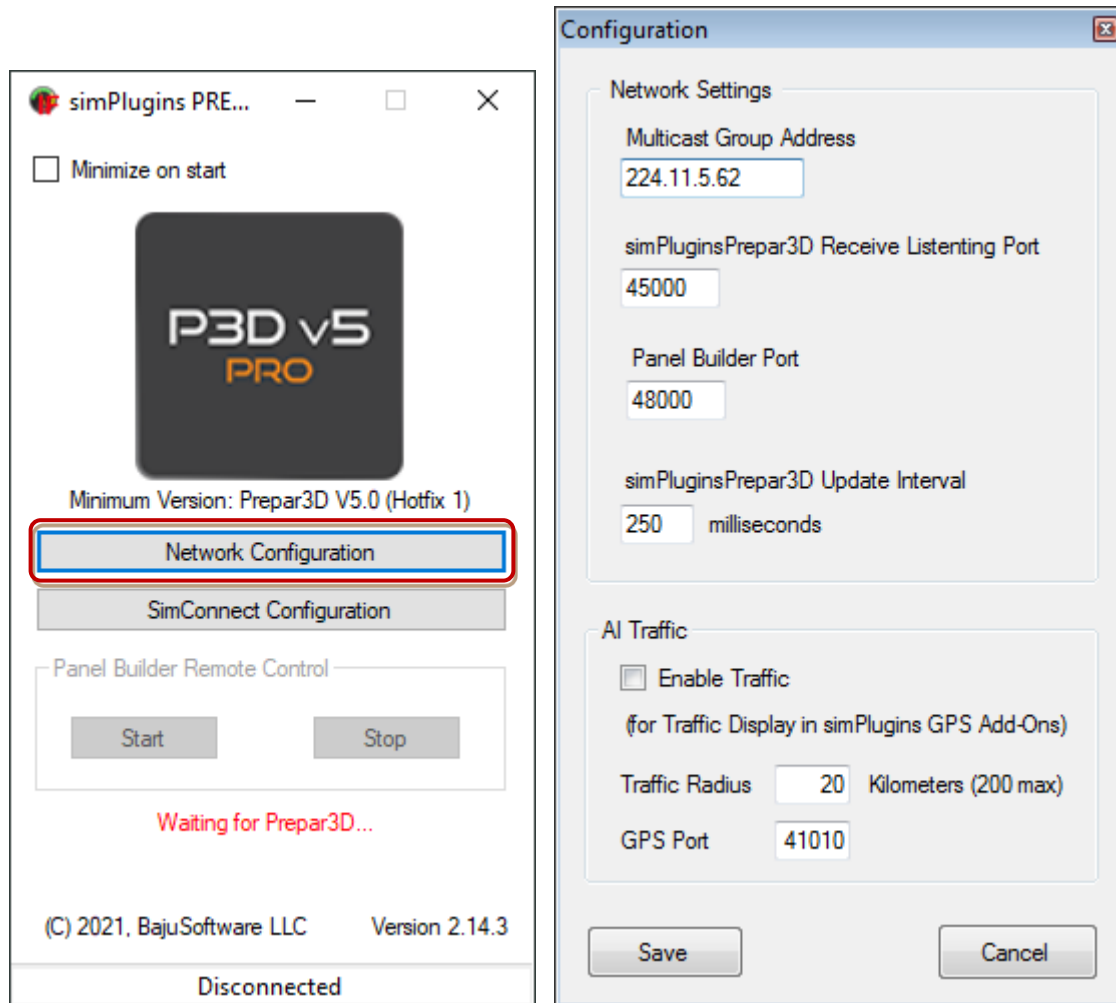 simPlugins PRE...
Minimize on start
P3D v5
PRO
Minimum Version: Prepar3D V5.0 (Hotfix 1)
Network Configuration
SimConnect Configuration
Panel Builder Remote Control
Start Stop
Waiting for Prepar3D...
(C) 2021, BajuSoftware LLC Version 2.14.3
Disconnected
Configuration
Network Settings
Multicast Group Address
224.11.5.62
simPluginsPrepar3D Receive Listenting Port
45000
Panel Builder Port
48000
simPluginsPrepar3D Update Interval
250 milliseconds
AI Traffic
Enable Traffic
(for Traffic Display in simPlugins GPS Add-Ons)
Traffic Radius 20 Kilometers (200 max)
GPS Port 41010
Save Cancel